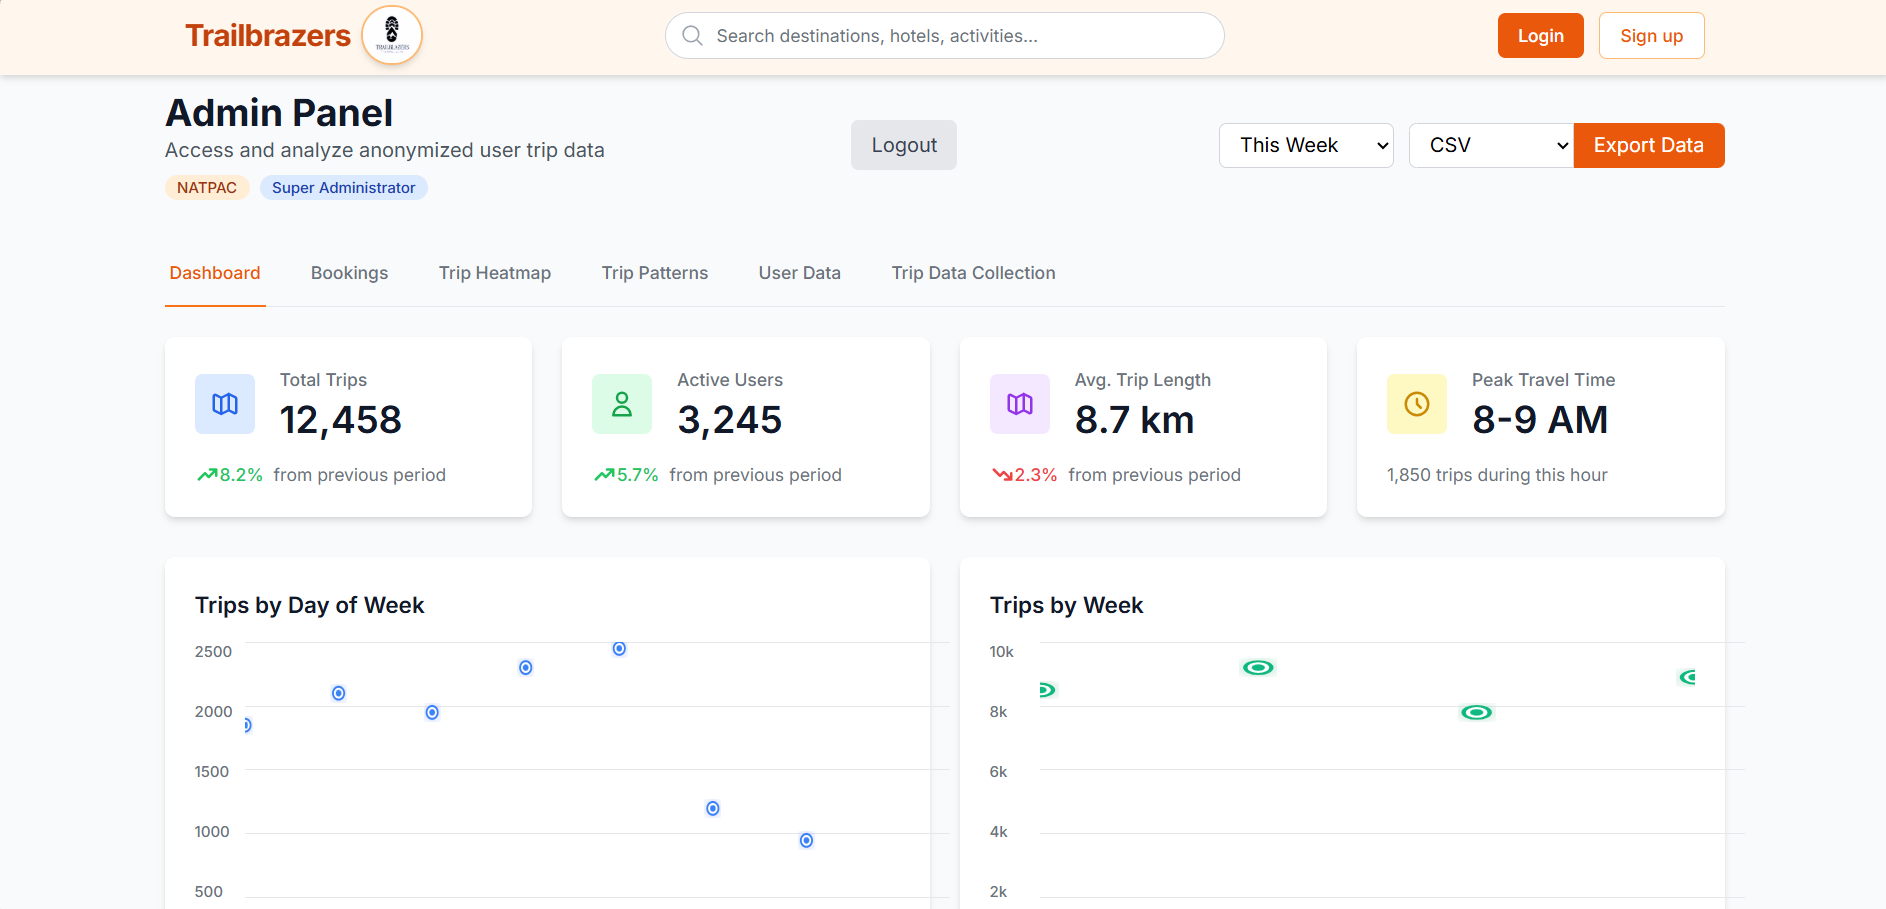 Trailbrazers
TRAILBLAZERS
Search destinations, hotels, activities...
Login
Sign up
Admin Panel
Access and analyze anonymized user trip data
NATPAC
Super Administrator
Logout
This Week
CSV
Export Data
Dashboard
Bookings
Trip Heatmap
Trip Patterns
User Data
Trip Data Collection
Total Trips
12,458
8.2% from previous period
Active Users
3,245
5.7% from previous period
Avg. Trip Length
8.7 km
2.3% from previous period
Peak Travel Time
8-9 AM
1,850 trips during this hour
Trips by Day of Week
2500
2000
1500
1000
500
Trips by Week
10k
8k
6k
4k
2k